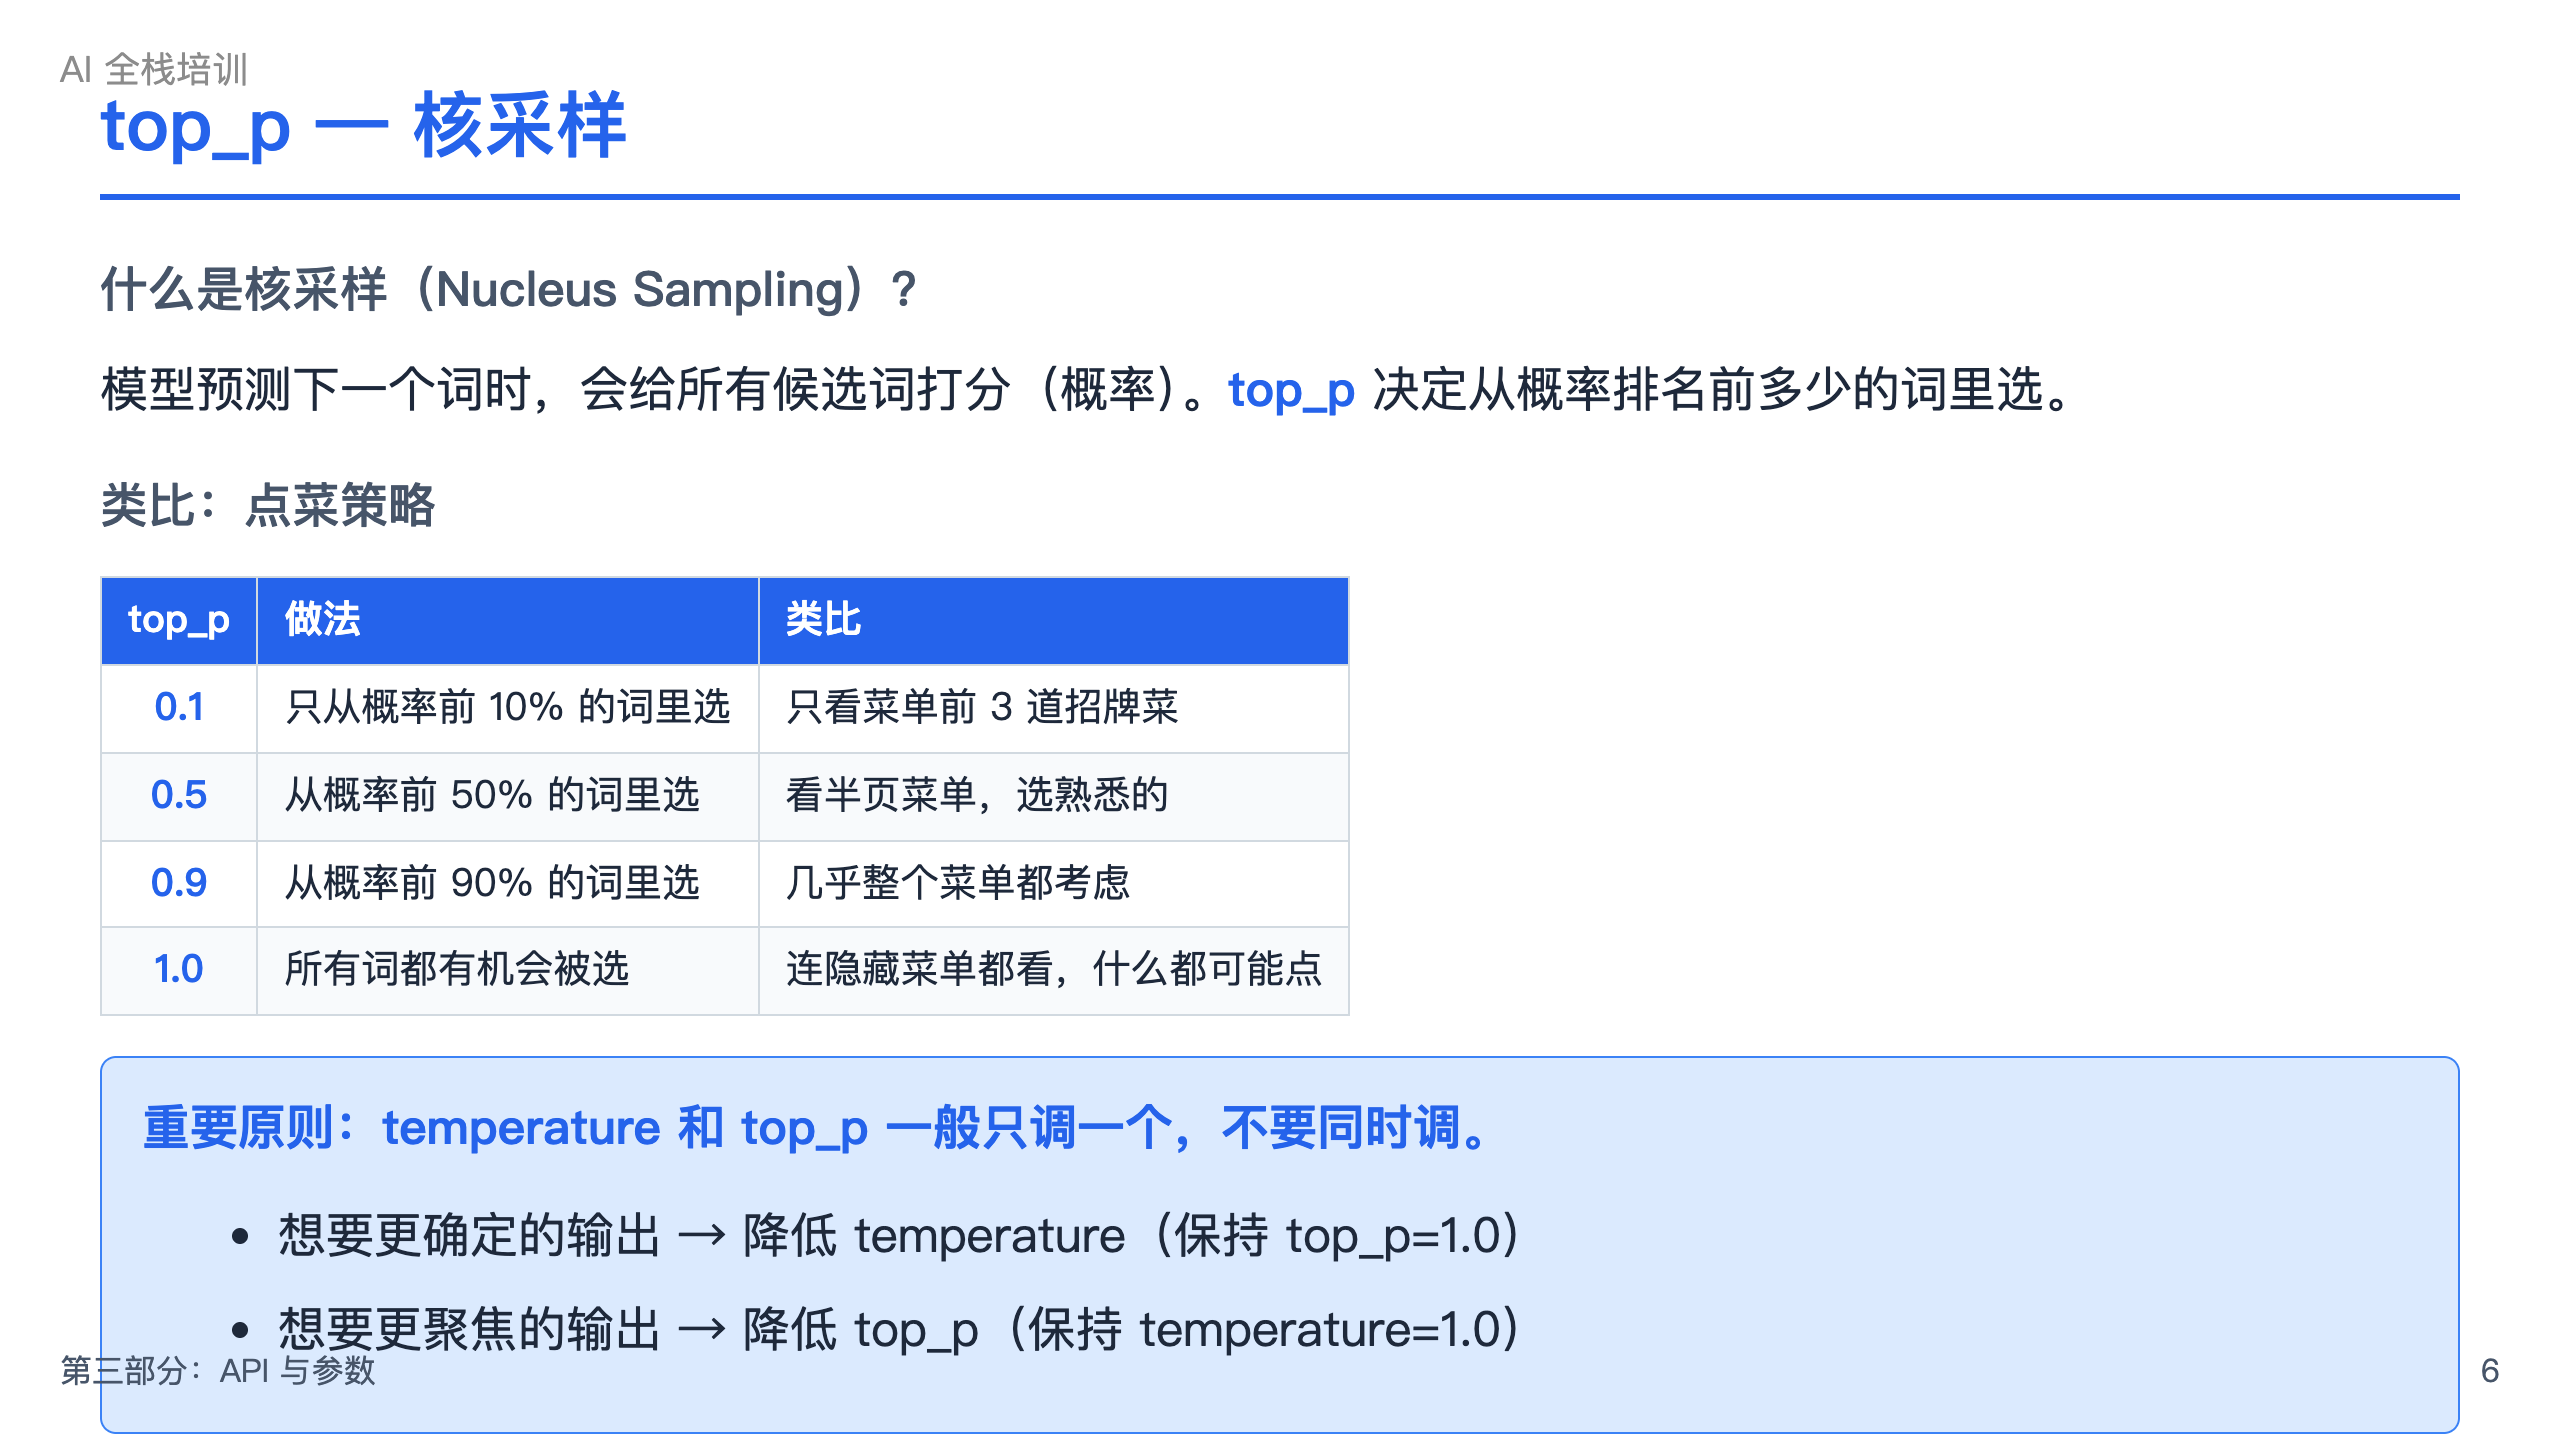 AI 全栈培训
top_p — 核采样
什么是核采样（Nucleus Sampling）?
模型预测下一个词时，会给所有候选词打分（概率）。top_p 决定从概率排名前多少的词里选。
类比：点菜策略
top_p 做法 类比
0.1 只从概率前 10% 的词里选 只看菜单前 3 道招牌菜
0.5 从概率前 50% 的词里选 看半页菜单，选熟悉的
0.9 从概率前 90% 的词里选 几乎整个菜单都考虑
1.0 所有词都有机会被选 连隐藏菜单都看，什么都可能点
重要原则：temperature 和 top_p 一般只调一个，不要同时调。
• 想要更确定的输出 → 降低 temperature（保持 top_p=1.0）
• 想要更聚焦的输出 → 降低 top_p（保持 temperature=1.0）
第三部分：API 与参数
6